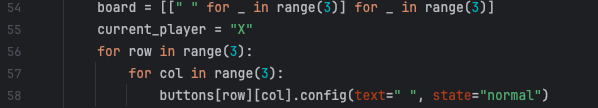 54 board = [[" " for _ in range(3)] for _ in range(3)]
55 current_player = "X"
56 for row in range(3):
57 for col in range(3):
58 buttons[row][col].config(text=" ", state="normal")